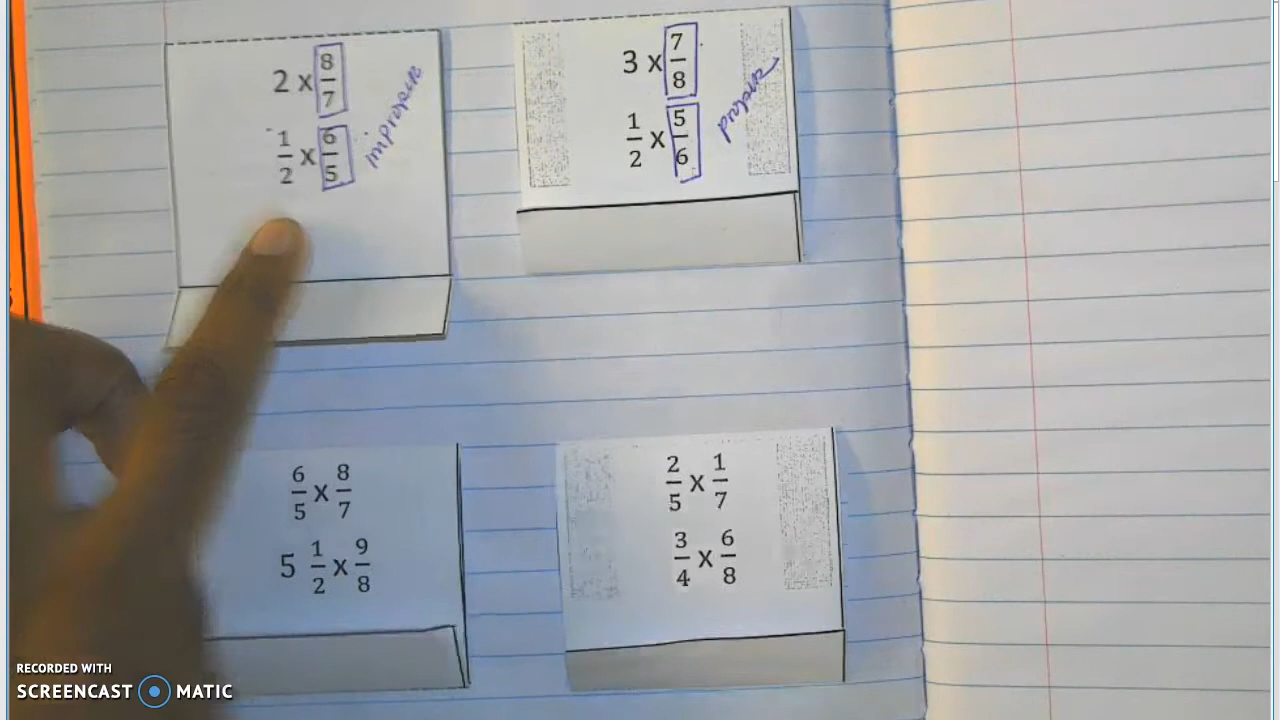 2 x 8/7
1/2 x 6/5
improper
3 x 7/8
1/2 x 5/6
proper
6/5 x 8/7
5 1/2 x 9/8
2/5 x 1/7
3/4 x 6/8
RECORDED WITH
SCREENCAST MATIC